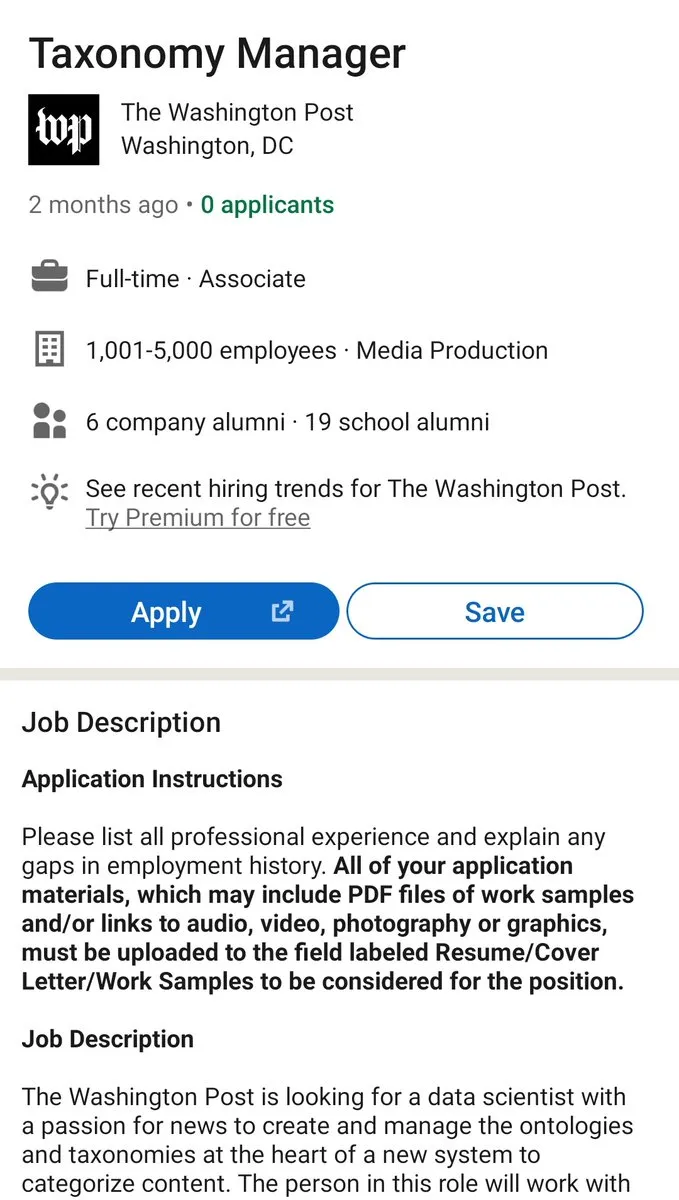 Taxonomy Manager
wp
The Washington Post
Washington, DC
2 months ago • 0 applicants
Full-time · Associate
1,001-5,000 employees · Media Production
6 company alumni · 19 school alumni
See recent hiring trends for The Washington Post.
Try Premium for free
Apply
Save
Job Description
Application Instructions
Please list all professional experience and explain any
gaps in employment history. All of your application
materials, which may include PDF files of work samples
and/or links to audio, video, photography or graphics,
must be uploaded to the field labeled Resume/Cover
Letter/Work Samples to be considered for the position.
Job Description
The Washington Post is looking for a data scientist with
a passion for news to create and manage the ontologies
and taxonomies at the heart of a new system to
categorize content. The person in this role will work with